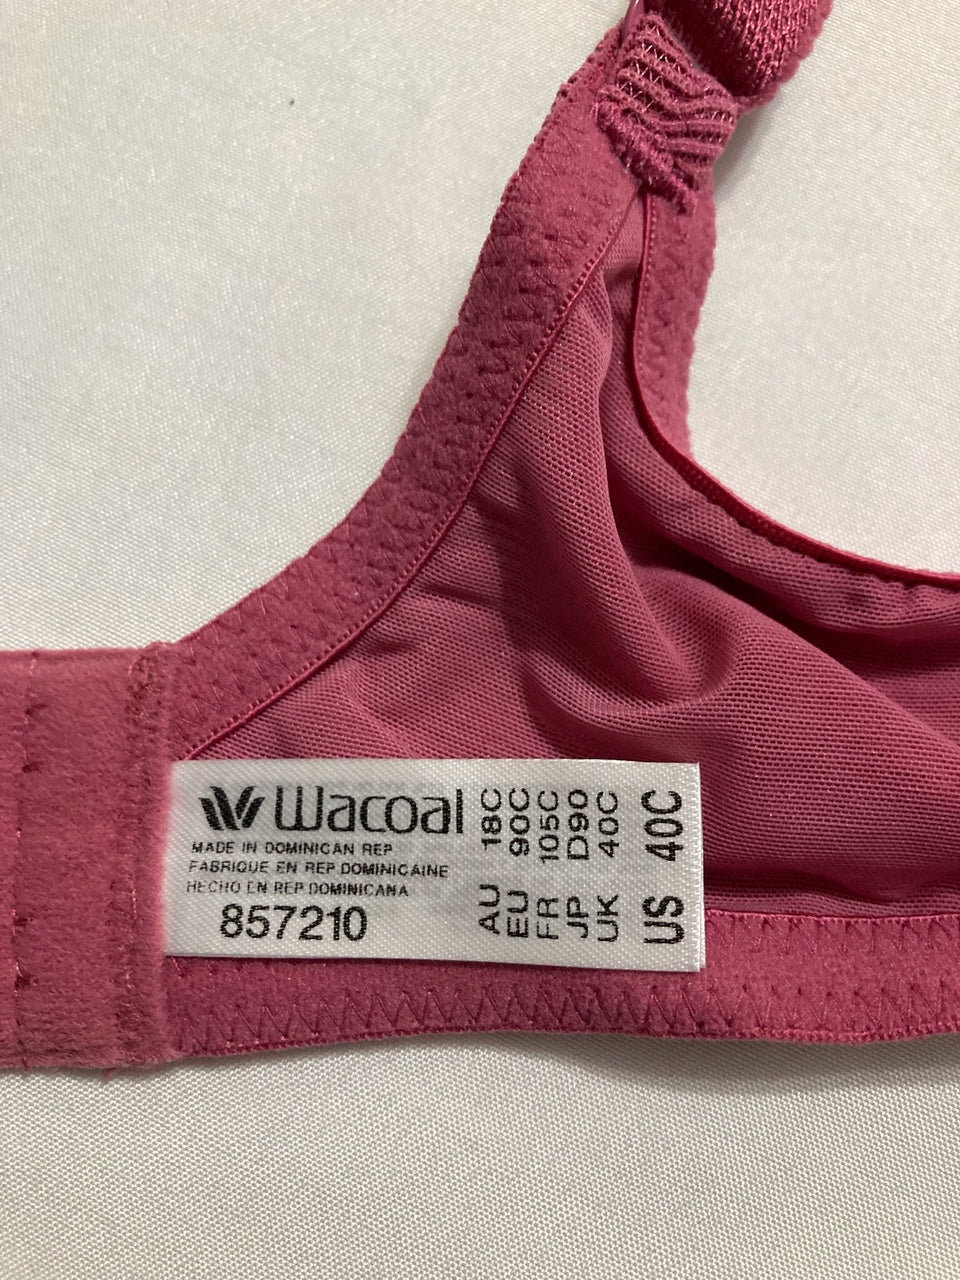 Wacoal
MADE IN DOMINICAN REP
FABRIQUE EN REP DOMINICAINE
HECHO EN REP DOMINICANA
857210
AU 18C
EU 90C
FR 105C
JP D90
UK 40C
US 40C